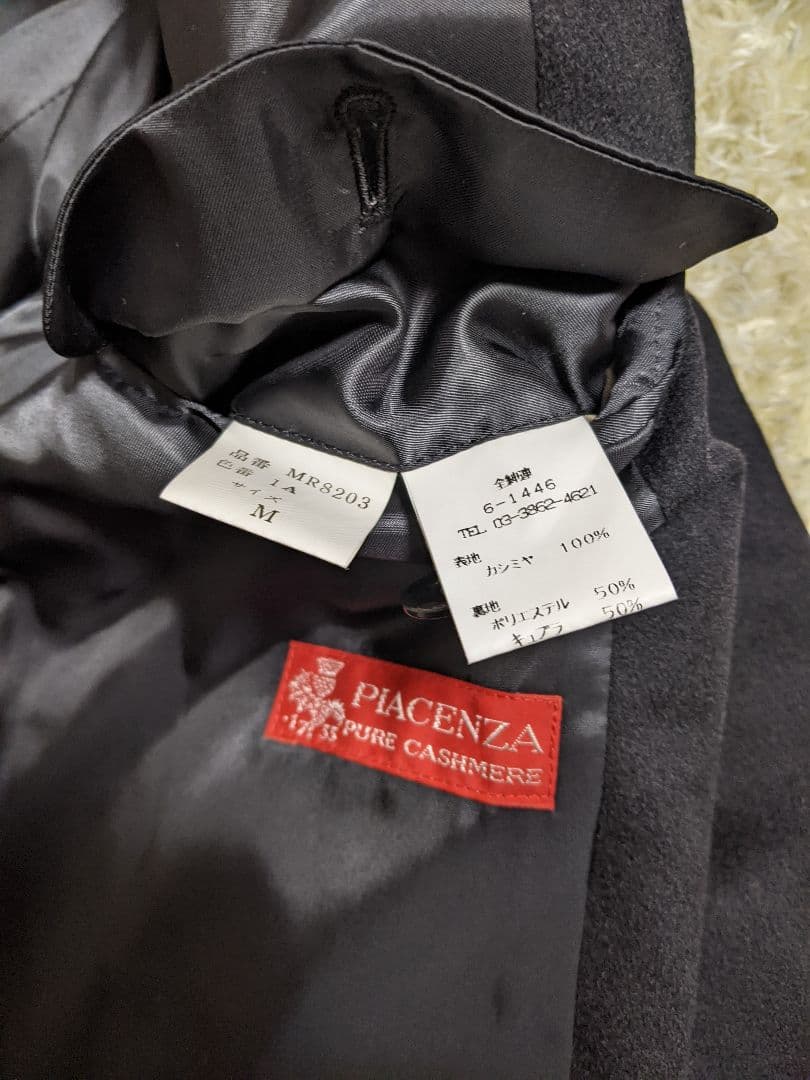 品番 MR8203
色番 1A
サイズ
M
全製連
6-1446
TEL 03-3862-4621
表地
カシミヤ 100%
裏地
ポリエステル 50%
キュプラ 50%
PIACENZA
1733
PURE CASHMERE